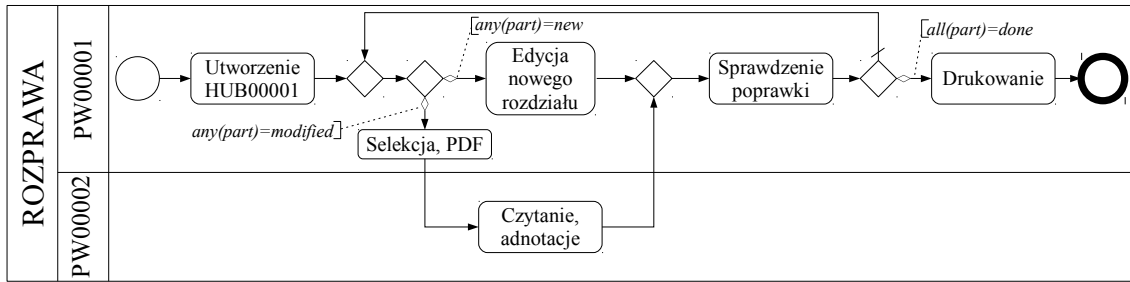 ROZPRAWA
PW00001
PW00002
Utworzenie
HUB00001
any(part)=new
any(part)=modified
Edycja
nowego
rozdziału
Selekcja, PDF
Czytanie,
adnotacje
Sprawdzenie
poprawki
all(part)=done
Drukowanie